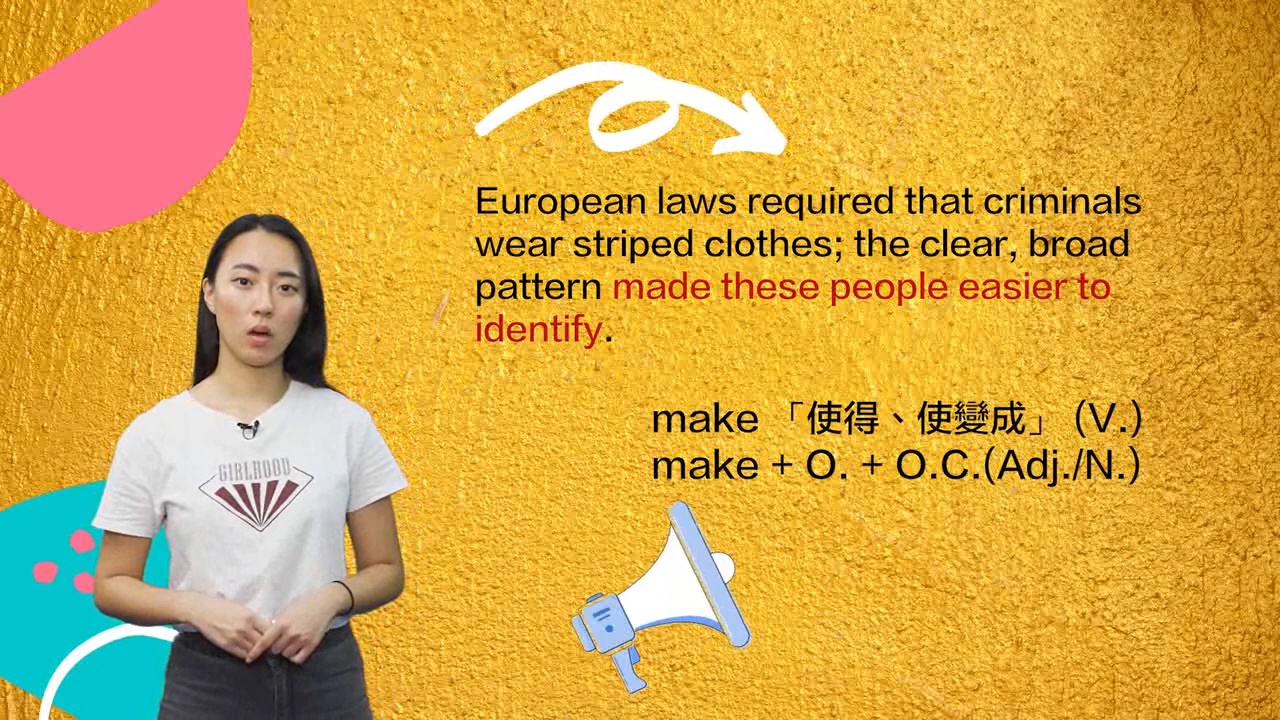 European laws required that criminals
wear striped clothes; the clear, broad
pattern made these people easier to
identify.
make 「使得、使變成」 (V.)
make + O. + O.C.(Adj./N.)
GIRLHOOD